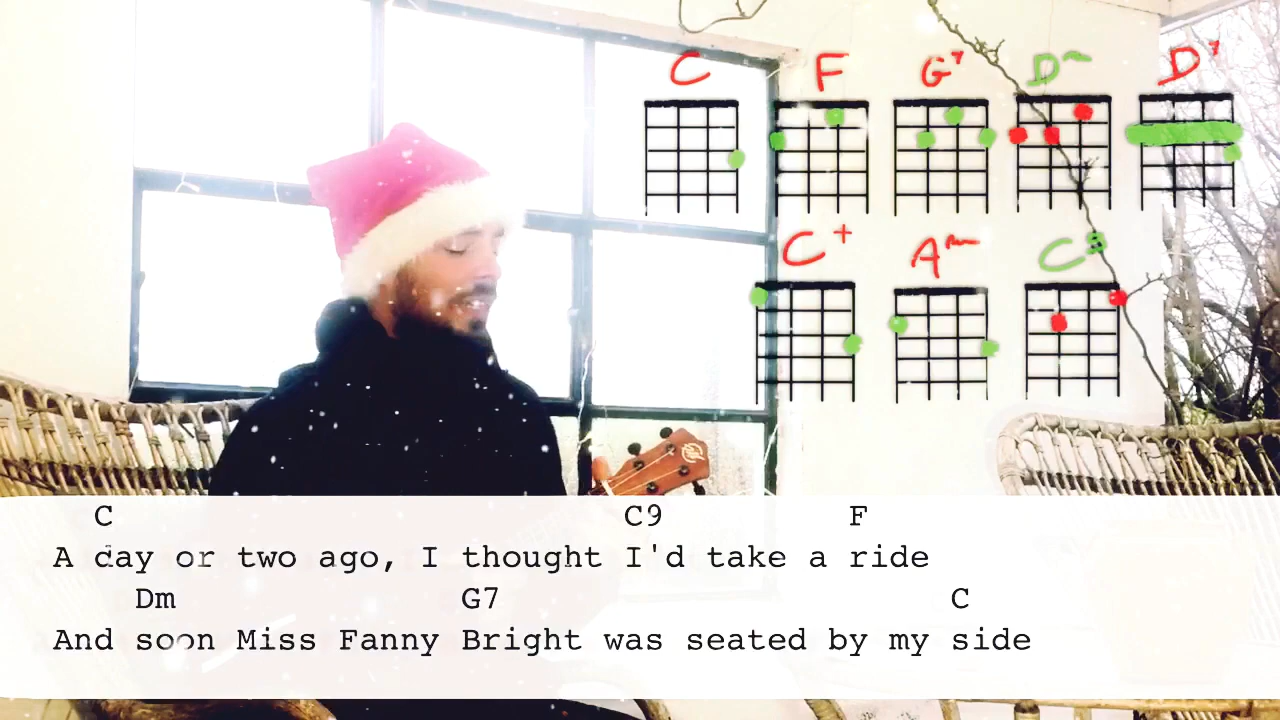 C F G7 Dm D7
C+ Am C9
C C9 F
A day or two ago, I thought I'd take a ride
Dm G7 C
And soon Miss Fanny Bright was seated by my side